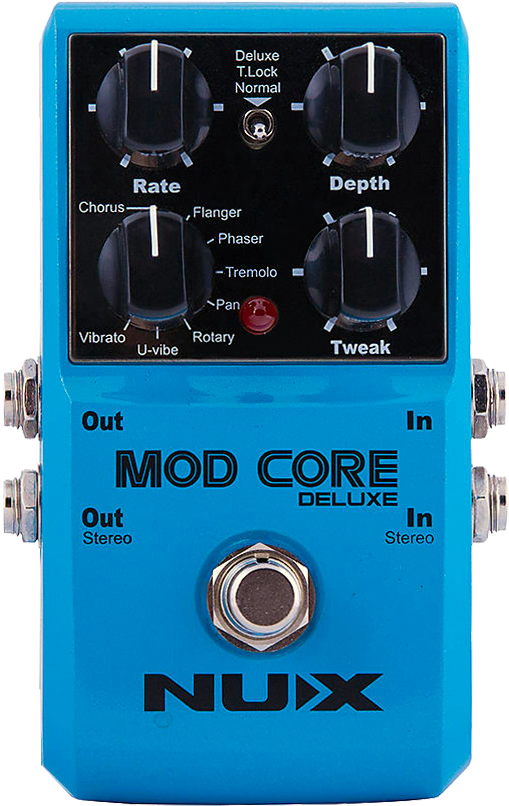 Deluxe
T.Lock
Normal
Rate
Depth
Chorus
Flanger
Phaser
Tremolo
Pan
Rotary
U-vibe
Vibrato
Tweak
Out
In
MOD CORE
DELUXE
Out
Stereo
In
Stereo
NUX